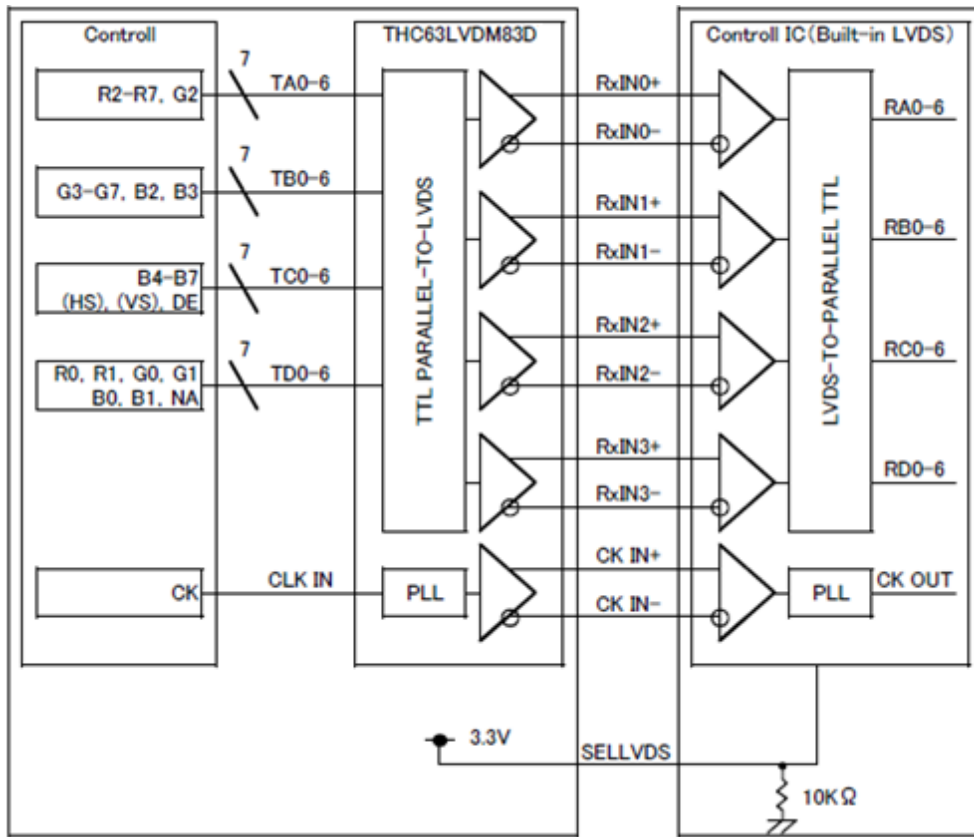 Controll
THC63LVDM83D
Controll IC(Built-in LVDS)
R2-R7, G2
7
TA0-6
RxIN0+
RxIN0-
RA0-6
G3-G7, B2, B3
7
TB0-6
RxIN1+
RxIN1-
RB0-6
B4-B7
(HS), (VS), DE
7
TC0-6
RxIN2+
RxIN2-
RC0-6
R0, R1, G0, G1
B0, B1, NA
7
TD0-6
RxIN3+
RxIN3-
RD0-6
TTL PARALLEL-TO-LVDS
LVDS-TO-PARALLEL TTL
CK
CLK IN
PLL
CK IN+
CK IN-
PLL
CK OUT
3.3V
SELLVDS
10KΩ